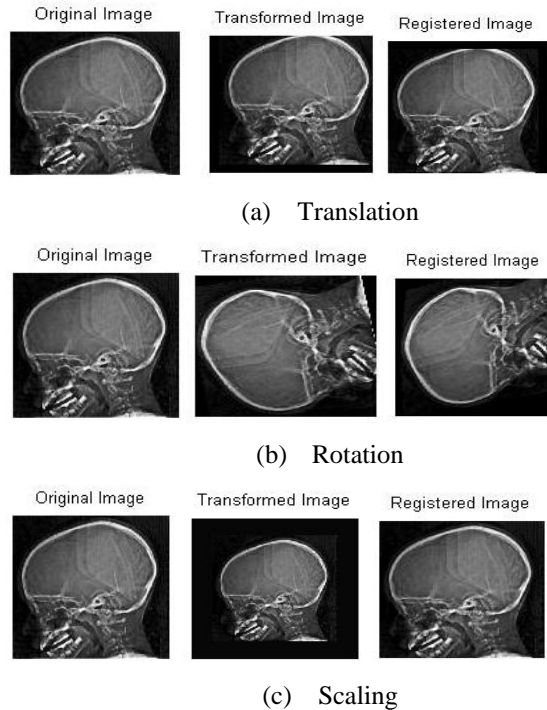 Original Image Transformed Image Registered Image
(a) Translation
Original Image Transformed Image Registered Image
(b) Rotation
Original Image Transformed Image Registered Image
(c) Scaling